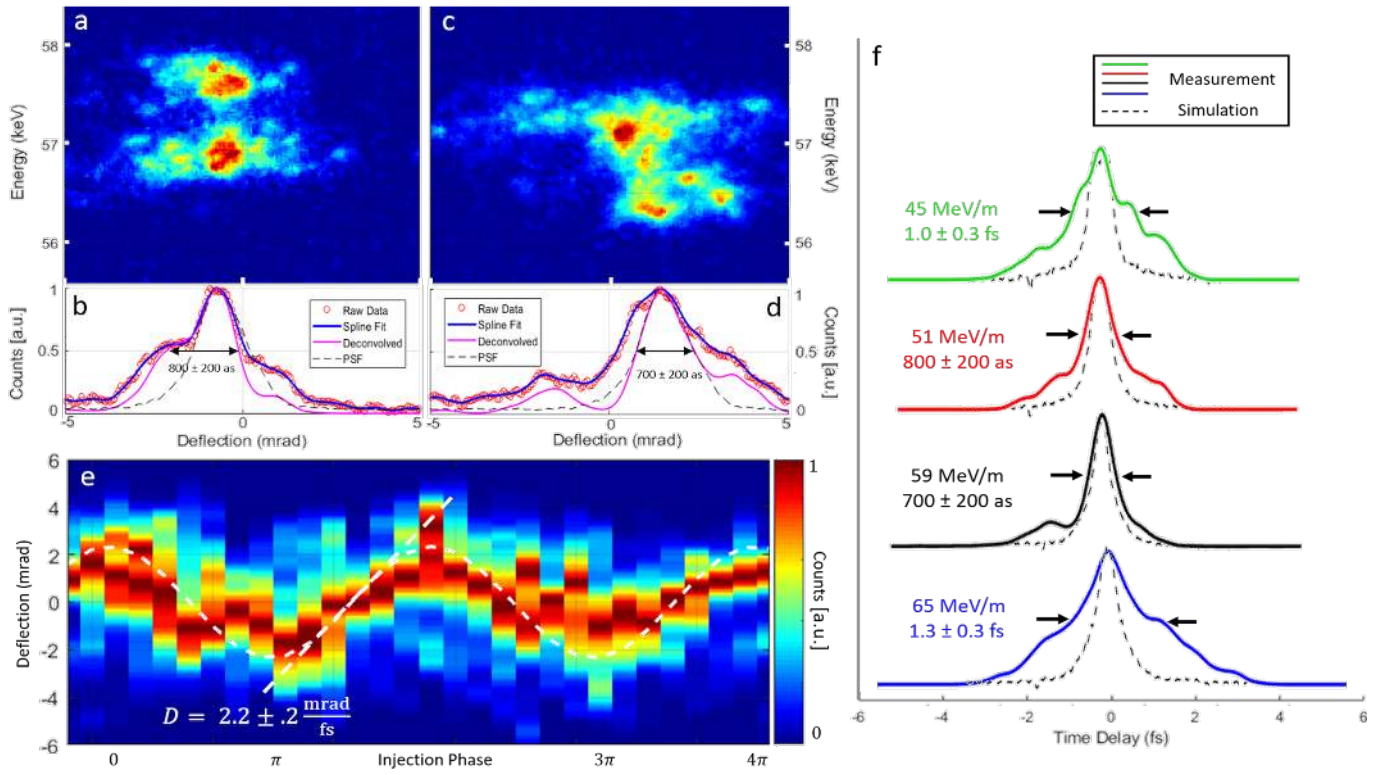 a
58
57
56
Energy (keV)
c
58
57
56
Energy (keV)
b
1
0.5
0
Counts [a.u.]
Raw Data
Spline Fit
Deconvolved
PSF
800 ± 200 as
-5
0
5
Deflection (mrad)
d
Raw Data
Spline Fit
Deconvolved
PSF
700 ± 200 as
1
0.5
0
Counts [a.u.]
0
5
Deflection (mrad)
e
6
4
2
0
-2
-4
-6
Deflection (mrad)
D = 2.2 ± .2 mrad/fs
0
π
Injection Phase
3π
4π
1
0
Counts [a.u.]
f
Measurement
Simulation
45 MeV/m
1.0 ± 0.3 fs
51 MeV/m
800 ± 200 as
59 MeV/m
700 ± 200 as
65 MeV/m
1.3 ± 0.3 fs
-6
-4
-2
0
2
4
6
Time Delay (fs)